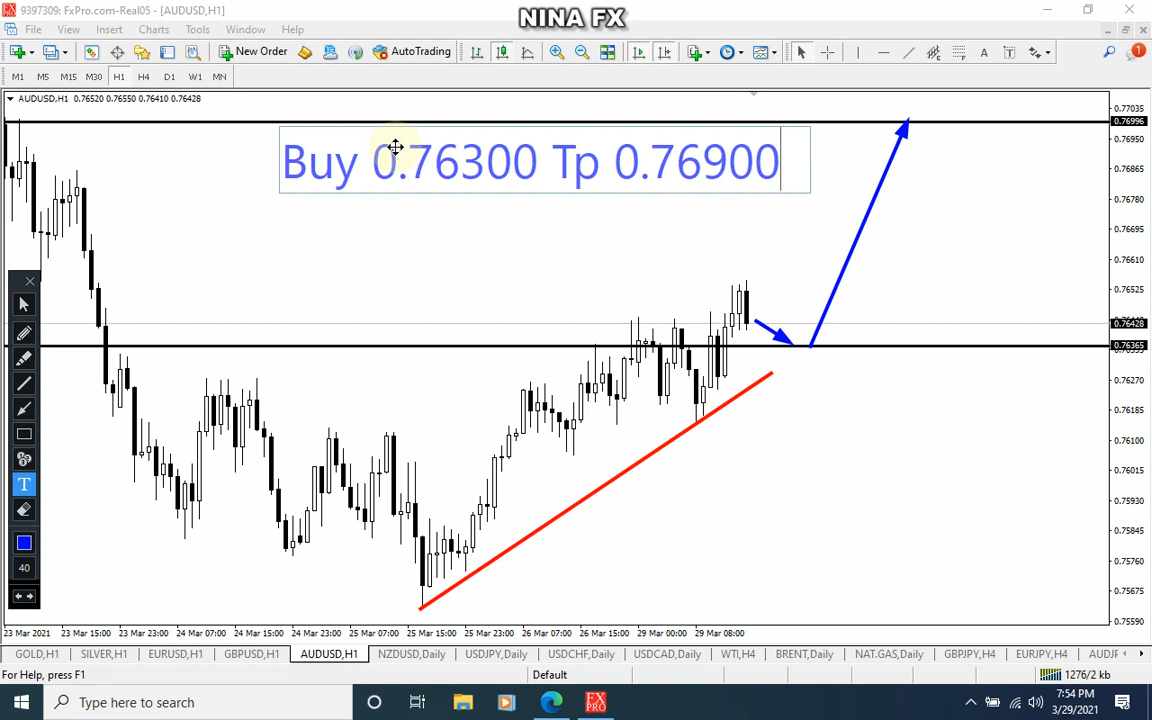 9397309: FxPro.com-Real05 - [AUDUSD,H1]
NINA FX
File View Insert Charts Tools Window Help
New Order AutoTrading
1
M1 M5 M15 M30 H1 H4 D1 W1 MN
AUDUSD,H1 0.76520 0.76550 0.76410 0.76428
Buy 0.76300 Tp 0.76900
0.77035
0.76996
0.76950
0.76865
0.76780
0.76695
0.76610
0.76525
0.76428
0.76365
0.76270
0.76185
0.76100
0.76015
0.75930
0.75845
0.75760
0.75675
0.75590
T
40
23 Mar 2021 23 Mar 15:00 23 Mar 23:00 24 Mar 07:00 24 Mar 15:00 24 Mar 23:00 25 Mar 07:00 25 Mar 15:00 25 Mar 23:00 26 Mar 07:00 26 Mar 15:00 29 Mar 00:00 29 Mar 08:00
GOLD,H1 SILVER,H1 EURUSD,H1 GBPUSD,H1 AUDUSD,H1 NZDUSD,Daily USDJPY,Daily USDCHF,Daily USDCAD,Daily WTI,H4 BRENT,Daily NAT.GAS,Daily GBPJPY,H4 EURJPY,H4 AUDJF
For Help, press F1 Default 1276/2 kb
Type here to search
FX PRO
7:54 PM
3/29/2021